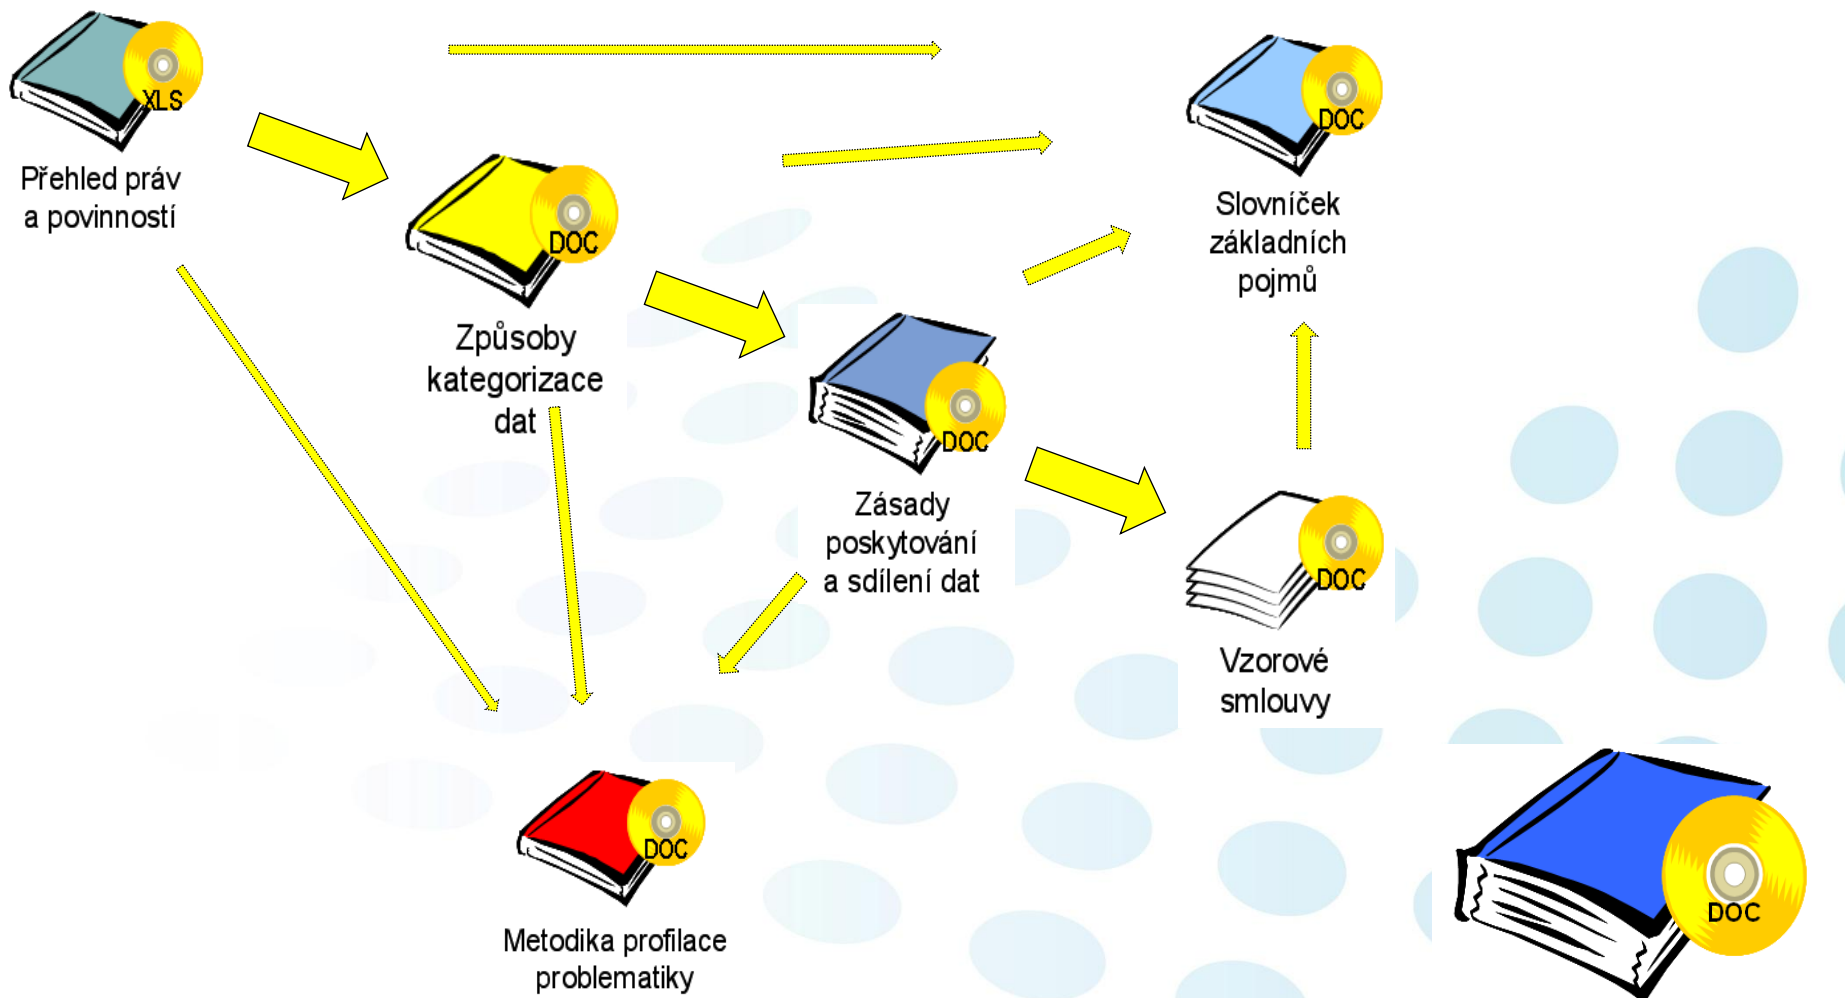 XLS
Přehled práv
a povinností
DOC
Způsoby
kategorizace
dat
DOC
Slovníček
základních
pojmů
DOC
Zásady
poskytování
a sdílení dat
DOC
Vzorové
smlouvy
DOC
Metodika profilace
problematiky
DOC